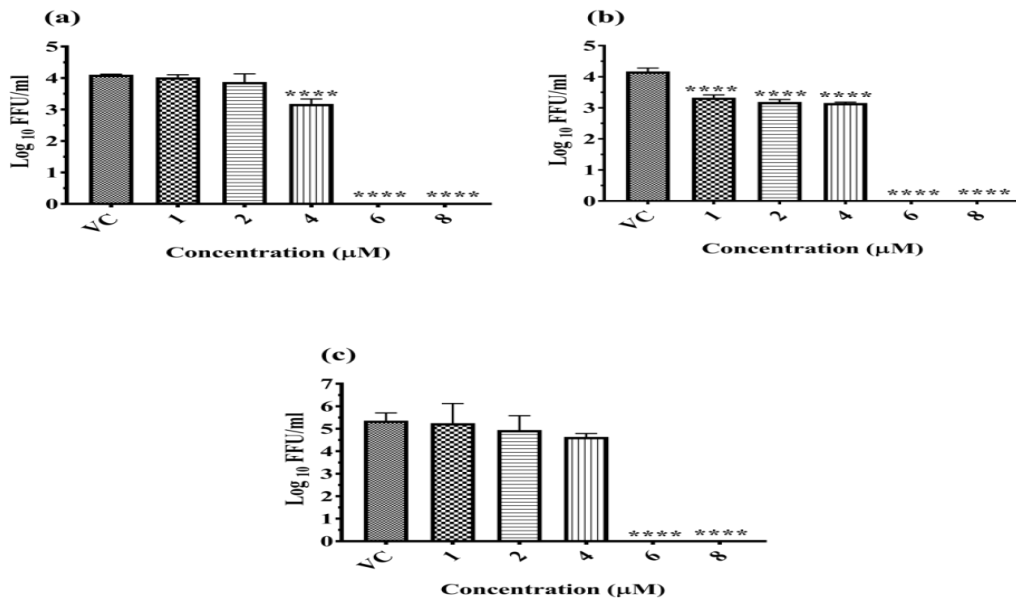 (a)
Log 10 FFU/ml
5
4
3
2
1
0
****
**** ****
VC 1 2 4 6 8
Concentration (μM)
(b)
Log 10 FFU/ml
5
4
3
2
1
0
**** **** ****
**** ****
VC 1 2 4 6 8
Concentration (μM)
(c)
Log 10 FFU/ml
7
6
5
4
3
2
1
0
**** ****
VC 1 2 4 6 8
Concentration (μM)